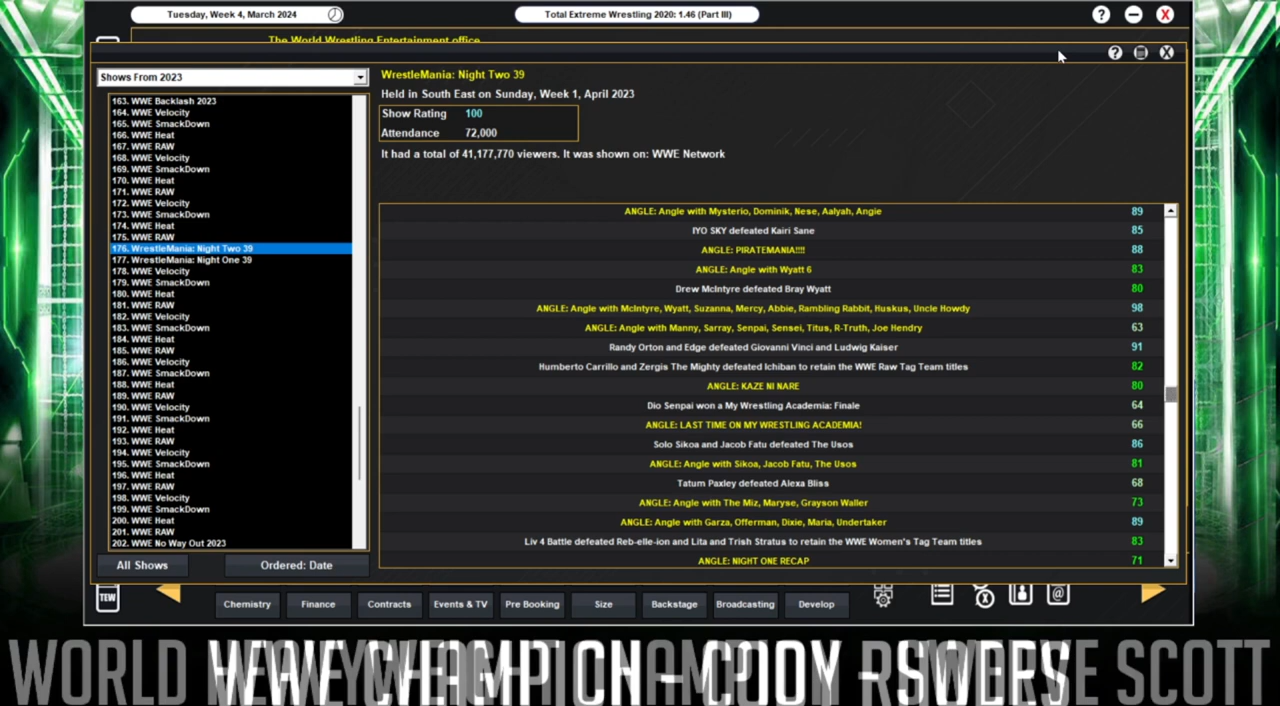 Tuesday, Week 4, March 2024
Total Extreme Wrestling 2020: 1.46 (Part III)
The World Wrestling Entertainment office
Shows From 2023
163. WWE Backlash 2023
164. WWE Velocity
165. WWE SmackDown
166. WWE Heat
167. WWE RAW
168. WWE Velocity
169. WWE SmackDown
170. WWE Heat
171. WWE RAW
172. WWE Velocity
173. WWE SmackDown
174. WWE Heat
175. WWE RAW
176. WrestleMania: Night Two 39
177. WrestleMania: Night One 39
178. WWE Velocity
179. WWE SmackDown
180. WWE Heat
181. WWE RAW
182. WWE Velocity
183. WWE SmackDown
184. WWE Heat
185. WWE RAW
186. WWE Velocity
187. WWE SmackDown
188. WWE Heat
189. WWE RAW
190. WWE Velocity
191. WWE SmackDown
192. WWE Heat
193. WWE RAW
194. WWE Velocity
195. WWE SmackDown
196. WWE Heat
197. WWE RAW
198. WWE Velocity
199. WWE SmackDown
200. WWE Heat
201. WWE RAW
202. WWE No Way Out 2023
All Shows
Ordered: Date
WrestleMania: Night Two 39
Held in South East on Sunday, Week 1, April 2023
Show Rating 100
Attendance 72,000
It had a total of 41,177,770 viewers. It was shown on: WWE Network
ANGLE: Angle with Mysterio, Dominik, Nese, Aalyah, Angie 89
IYO SKY defeated Kairi Sane 85
ANGLE: PIRATEMANIA!!!! 88
ANGLE: Angle with Wyatt 6 83
Drew McIntyre defeated Bray Wyatt 80
ANGLE: Angle with McIntyre, Wyatt, Suzanna, Mercy, Abbie, Rambling Rabbit, Huskus, Uncle Howdy 98
ANGLE: Angle with Manny, Sarray, Senpai, Sensei, Titus, R-Truth, Joe Hendry 63
Randy Orton and Edge defeated Giovanni Vinci and Ludwig Kaiser 91
Humberto Carrillo and Zergis The Mighty defeated Ichiban to retain the WWE Raw Tag Team titles 82
ANGLE: KAZE NI NARE 80
Dio Senpai won a My Wrestling Academia: Finale 64
ANGLE: LAST TIME ON MY WRESTLING ACADEMIA! 66
Solo Sikoa and Jacob Fatu defeated The Usos 86
ANGLE: Angle with Sikoa, Jacob Fatu, The Usos 81
Tatum Paxley defeated Alexa Bliss 68
ANGLE: Angle with The Miz, Maryse, Grayson Waller 73
ANGLE: Angle with Garza, Offerman, Dixie, Maria, Undertaker 89
Liv 4 Battle defeated Reb-elle-ion and Lita and Trish Stratus to retain the WWE Women's Tag Team titles 83
ANGLE: NIGHT ONE RECAP 71
TEW
Chemistry
Finance
Contracts
Events & TV
Pre Booking
Size
Backstage
Broadcasting
Develop
WORLD
SCOTT